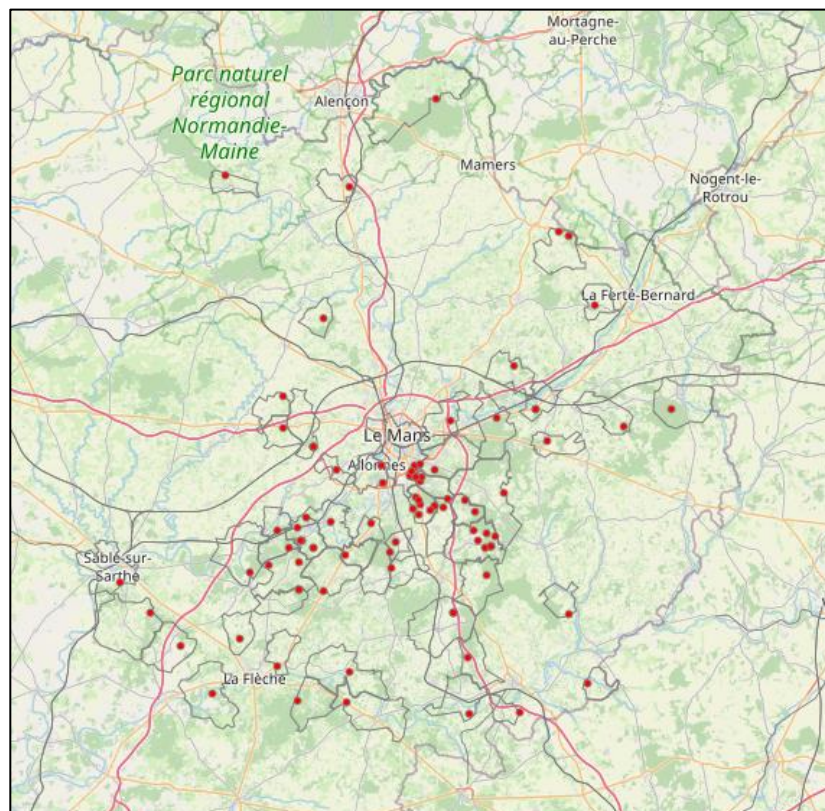 Mortagne-
au-Perche
Parc naturel
régional
Normandie-
Maine
Alençon
Mamers
Nogent-le-
Rotrou
La Ferté-Bernard
Le Mans
Allonnes
Sablé-sur-
Sarthe
La Flèche